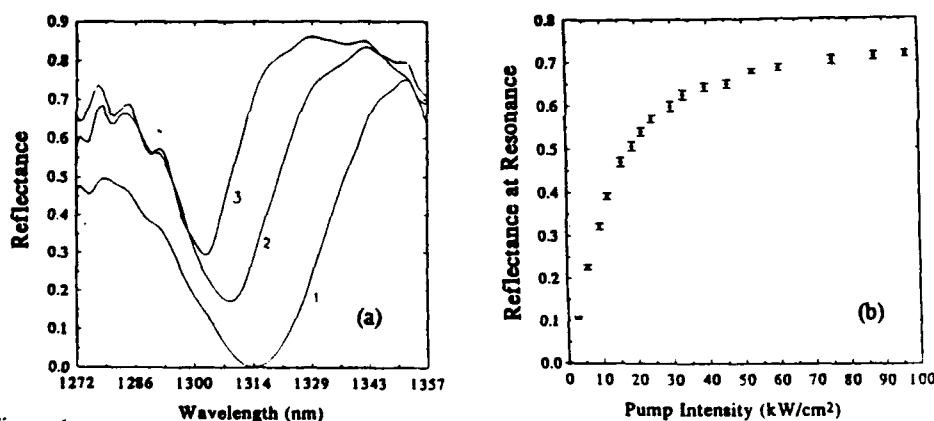 0.9
0.8
0.7
0.6
0.5
0.4
0.3
0.2
0.1
0.0
Reflectance
3
2
1
(a)
1272 1286 1300 1314 1329 1343 1357
Wavelength (nm)
0.8
0.7
0.6
0.5
0.4
0.3
0.2
0.1
0.0
Reflectance at Resonance
(b)
0 10 20 30 40 50 60 70 80 90 100
Pump Intensity (kW/cm²)